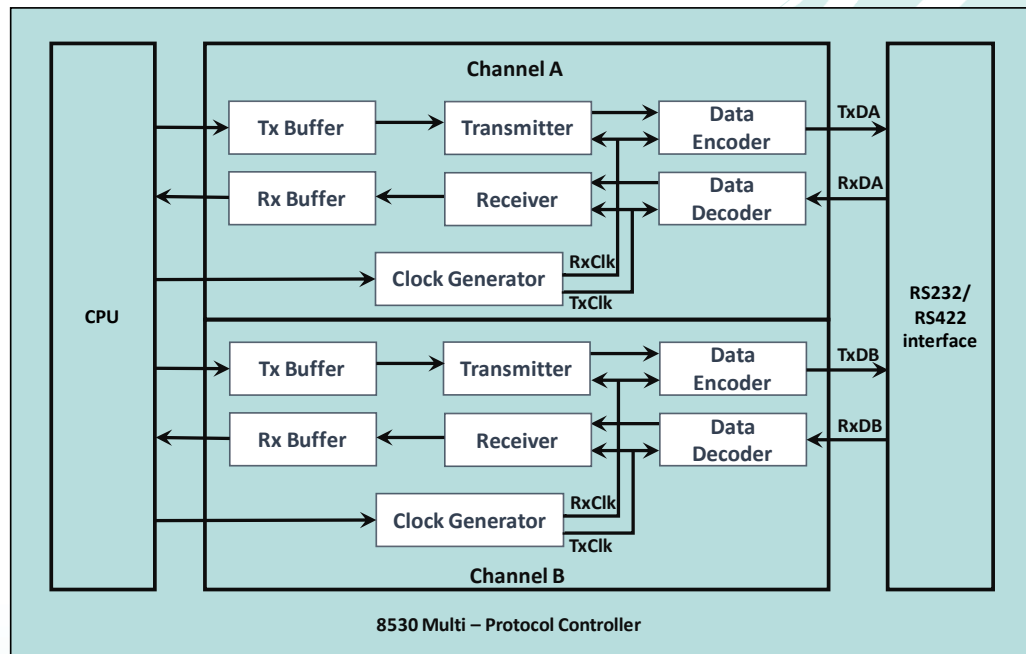 Channel A
Tx Buffer
Transmitter
Data
Encoder
TxDA
Rx Buffer
Receiver
Data
Decoder
RxDA
Clock Generator
RxClk
TxClk
CPU
RS232/
RS422
interface
Tx Buffer
Transmitter
Data
Encoder
TxDB
Rx Buffer
Receiver
Data
Decoder
RxDB
Clock Generator
RxClk
TxClk
Channel B
8530 Multi – Protocol Controller